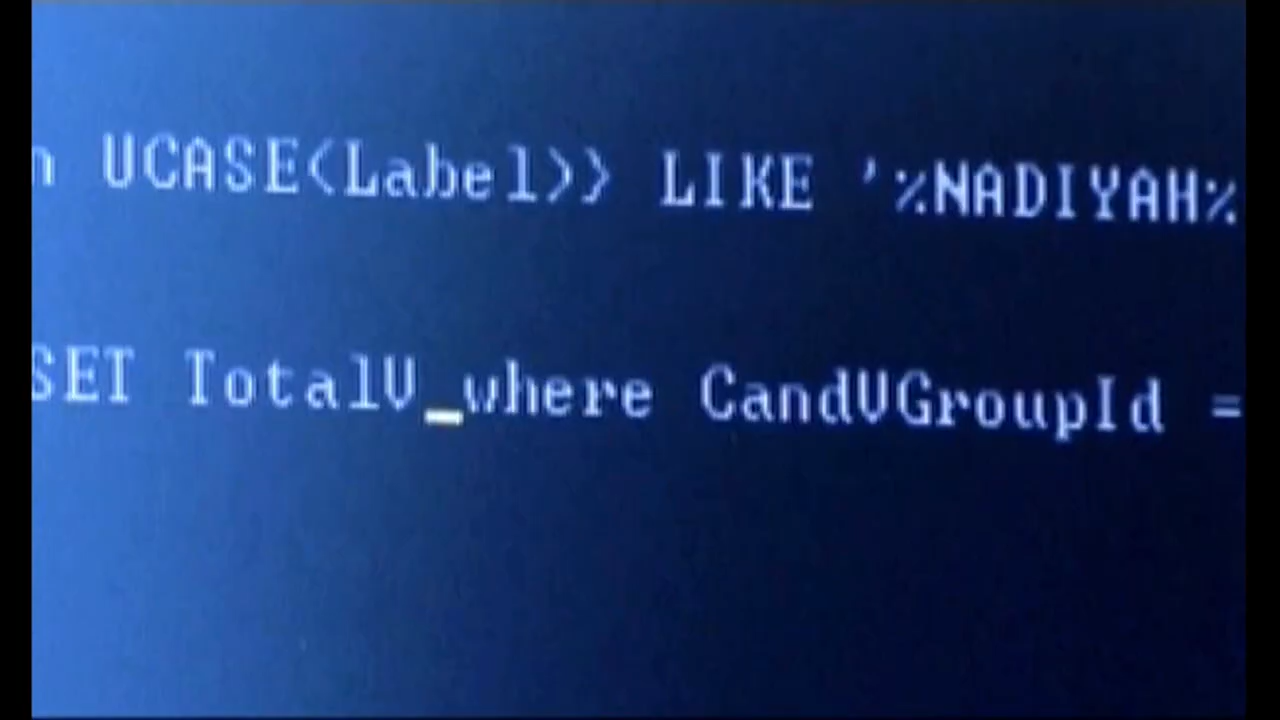 n UCASE(Label)} LIKE '%NADIYAH%
SET TotalV_where CandVGroupId =